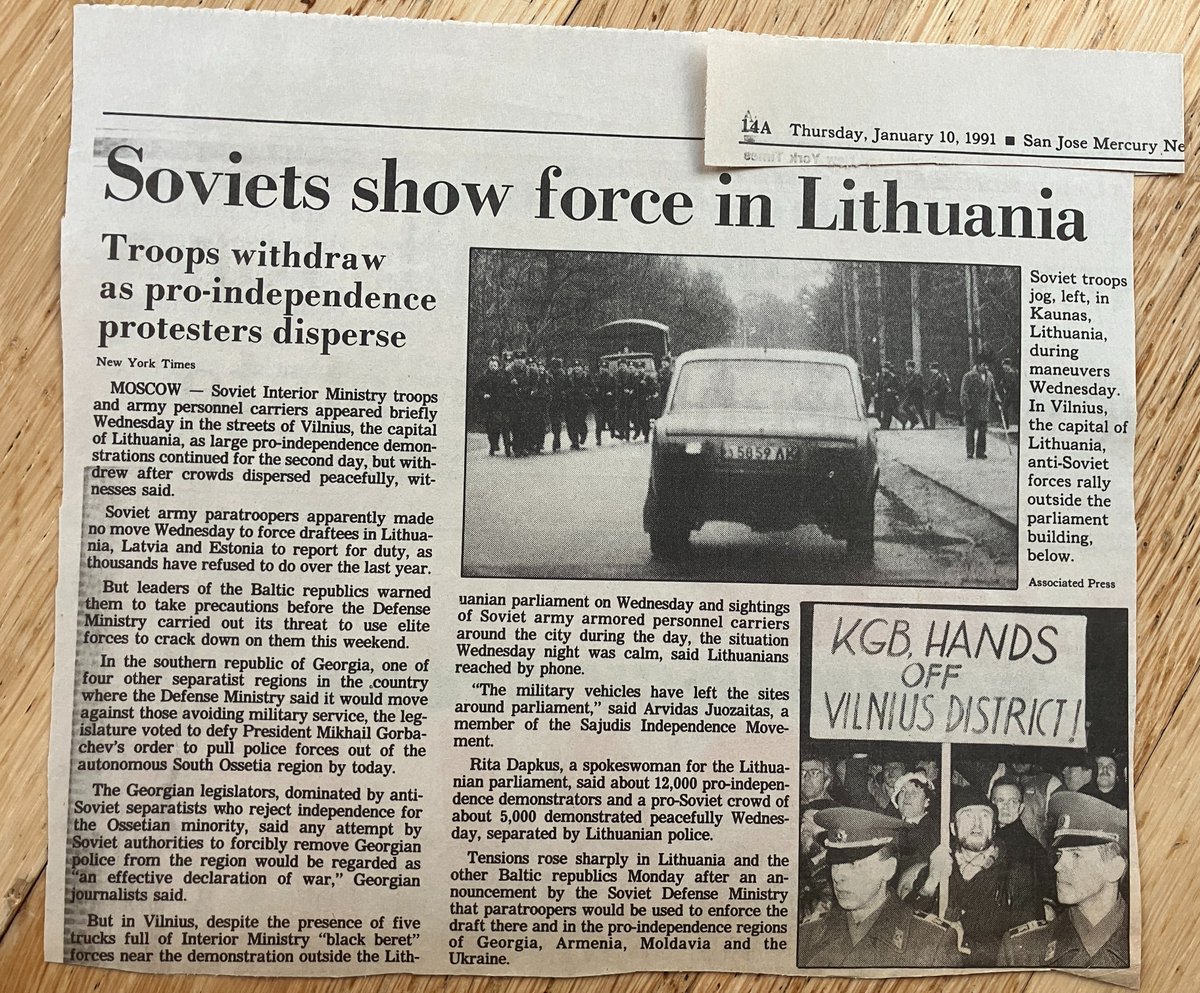 14A Thursday, January 10, 1991 ■ San Jose Mercury Ne
Soviets show force in Lithuania
Troops withdraw
as pro-independence
protesters disperse
New York Times
MOSCOW — Soviet Interior Ministry troops
and army personnel carriers appeared briefly
Wednesday in the streets of Vilnius, the capital
of Lithuania, as large pro-independence demon-
strations continued for the second day, but with-
drew after crowds dispersed peacefully, wit-
nesses said.
Soviet army paratroopers apparently made
no move Wednesday to force draftees in Lithua-
nia, Latvia and Estonia to report for duty, as
thousands have refused to do over the last year.
But leaders of the Baltic republics warned
them to take precautions before the Defense
Ministry carried out its threat to use elite
forces to crack down on them this weekend.
In the southern republic of Georgia, one of
four other separatist regions in the country
where the Defense Ministry said it would move
against those avoiding military service, the leg-
islature voted to defy President Mikhail Gorba-
chev's order to pull police forces out of the
autonomous South Ossetia region by today.
The Georgian legislators, dominated by anti-
Soviet separatists who reject independence for
the Ossetian minority, said any attempt by
Soviet authorities to forcibly remove Georgian
police from the region would be regarded as
"an effective declaration of war," Georgian
journalists said.
But in Vilnius, despite the presence of five
trucks full of Interior Ministry "black beret"
forces near the demonstration outside the Lith-
uanian parliament on Wednesday and sightings
of Soviet army armored personnel carriers
around the city during the day, the situation
Wednesday night was calm, said Lithuanians
reached by phone.
"The military vehicles have left the sites
around parliament," said Arvidas Juozaitas, a
member of the Sajudis Independence Move-
ment.
Rita Dapkus, a spokeswoman for the Lithua-
nian parliament, said about 12,000 pro-indepen-
dence demonstrators and a pro-Soviet crowd of
about 5,000 demonstrated peacefully Wednes-
day, separated by Lithuanian police.
Tensions rose sharply in Lithuania and the
other Baltic republics Monday after an an-
nouncement by the Soviet Defense Ministry
that paratroopers would be used to enforce the
draft there and in the pro-independence regions
of Georgia, Armenia, Moldavia and the
Ukraine.
5859
Soviet troops
jog, left, in
Kaunas,
Lithuania,
during
maneuvers
Wednesday.
In Vilnius,
the capital of
Lithuania,
anti-Soviet
forces rally
outside the
parliament
building,
below.
Associated Press
KGB, HANDS
OFF
VILNIUS DISTRICT!